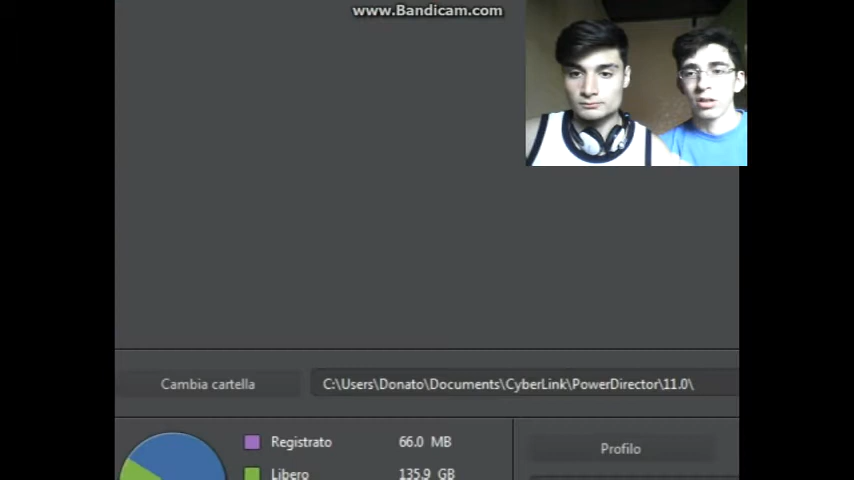 www.Bandicam.com
Cambia cartella
C:\Users\Donato\Documents\CyberLink\PowerDirector\11.0\
Registrato 66.0 MB
Profilo
Libero 135.9 GB